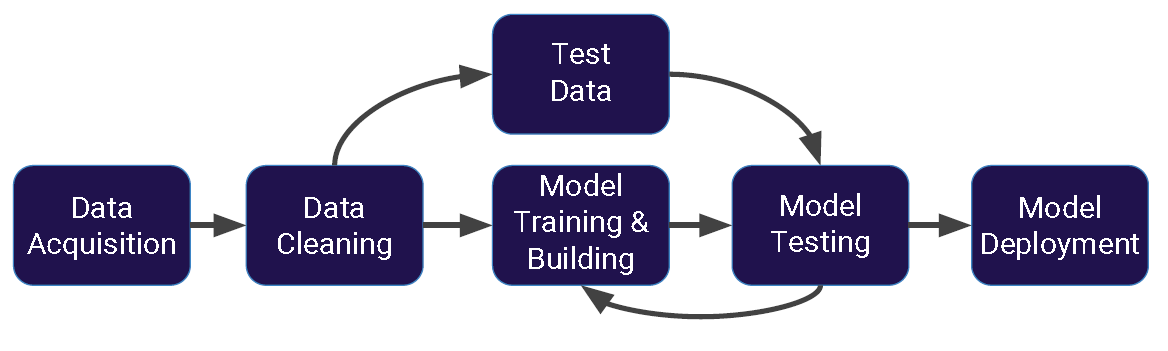 Test
Data
Data
Acquisition
Data
Cleaning
Model
Training &
Building
Model
Testing
Model
Deployment